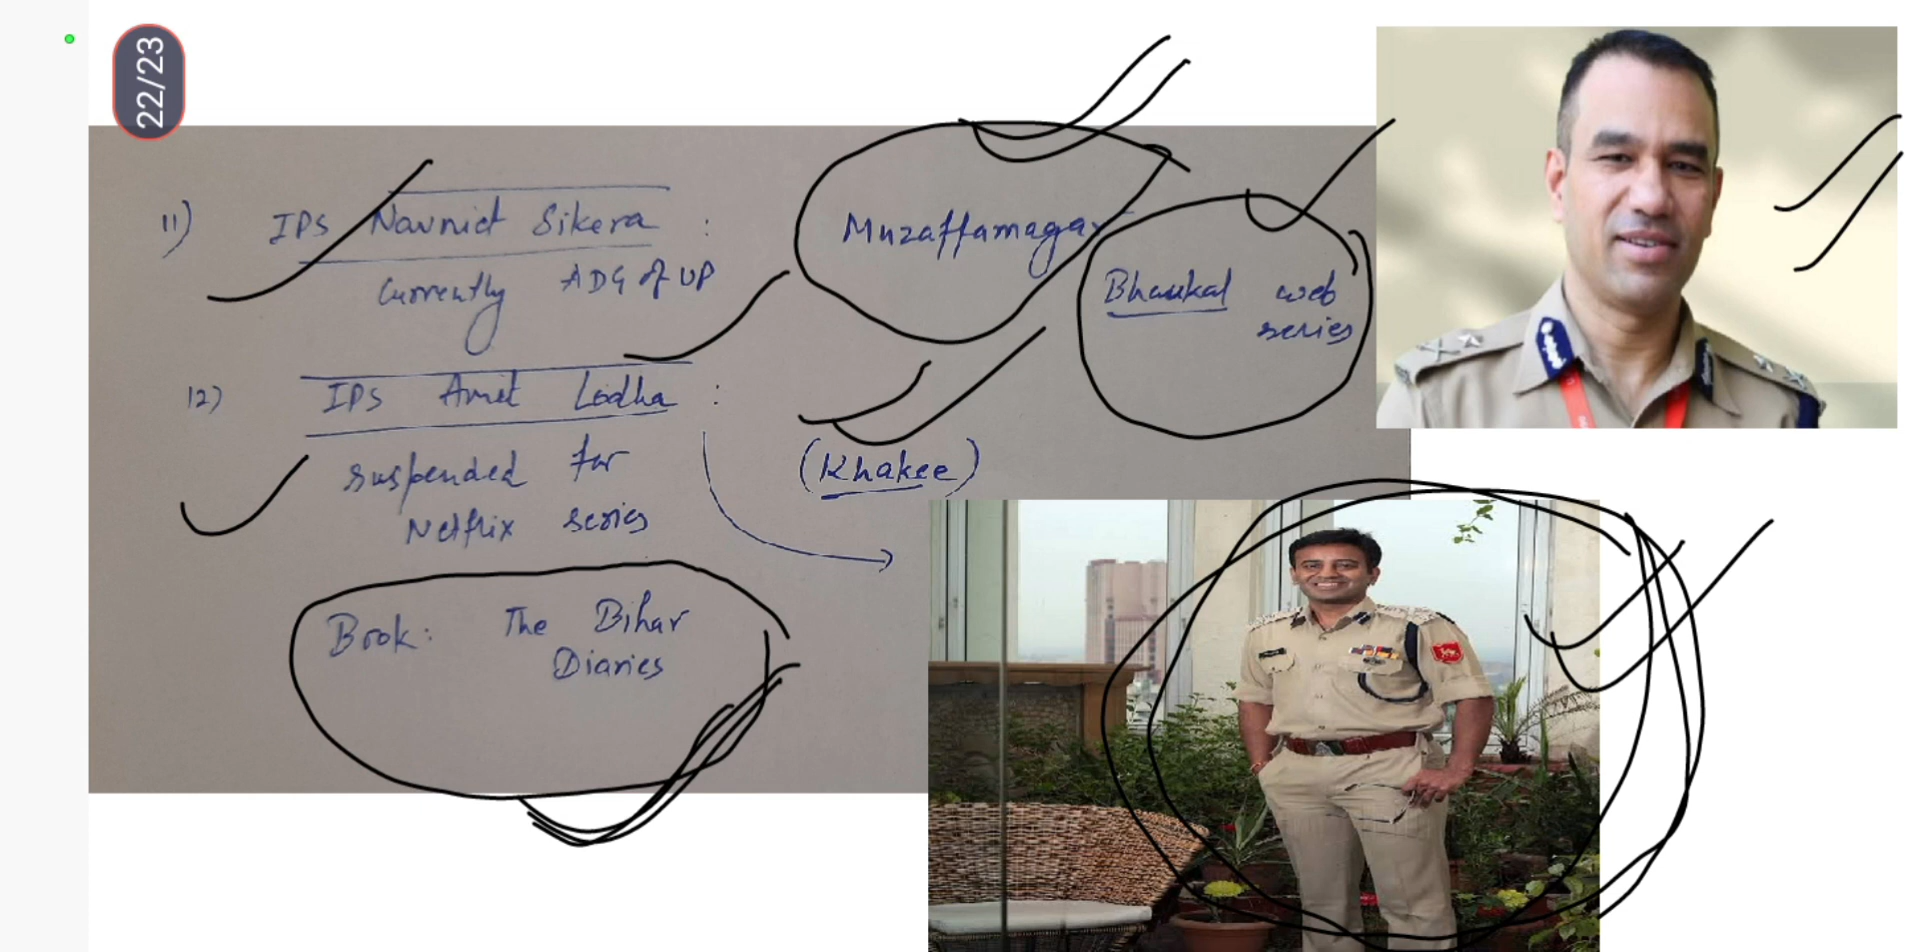 22/23
11) IPS Navniet Sikera :
Currently ADG of UP
Muzaffarnagar
Bhaukal web
series
12) IPS Amit Lodha :
suspended for
Netflix series
(Khakee)
Book: The Bihar
Diaries